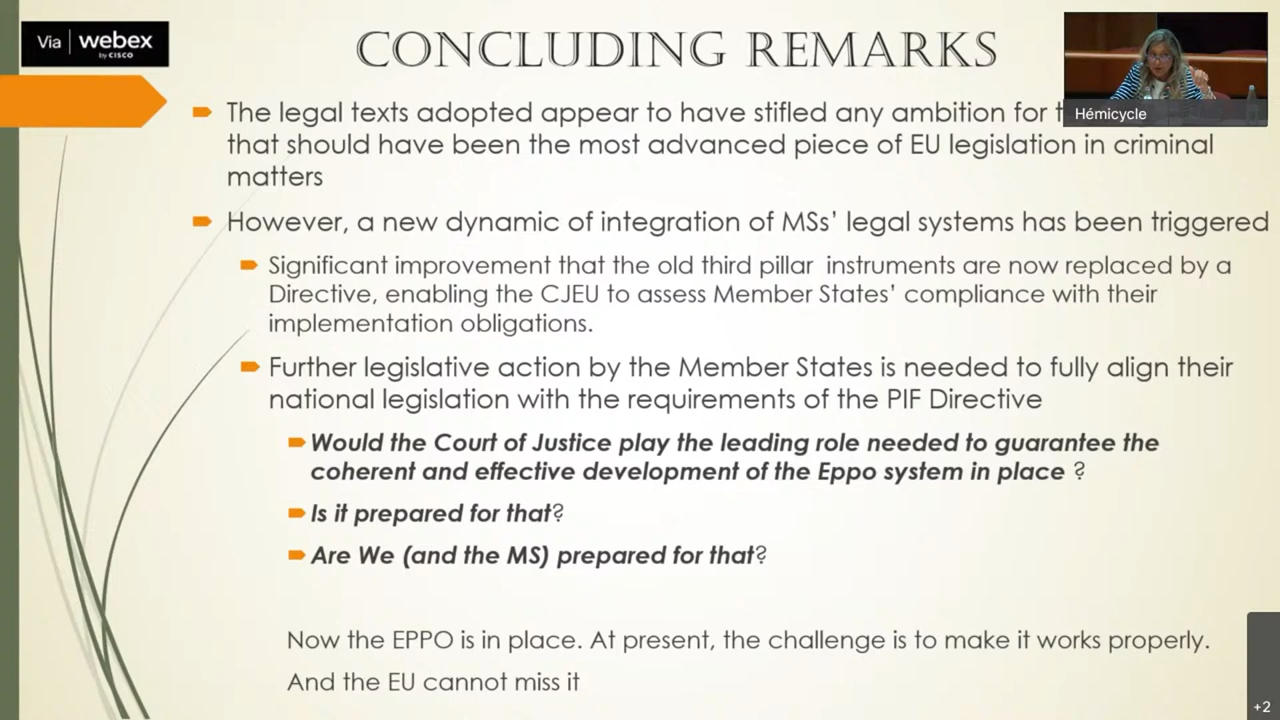 Via | webex
by CISCO
CONCLUDING REMARKS
Hémicycle
The legal texts adopted appear to have stifled any ambition for
that should have been the most advanced piece of EU legislation in criminal
matters
However, a new dynamic of integration of MSs’ legal systems has been triggered
Significant improvement that the old third pillar instruments are now replaced by a
Directive, enabling the CJEU to assess Member States’ compliance with their
implementation obligations.
Further legislative action by the Member States is needed to fully align their
national legislation with the requirements of the PIF Directive
Would the Court of Justice play the leading role needed to guarantee the
coherent and effective development of the Eppo system in place ?
Is it prepared for that?
Are We (and the MS) prepared for that?
Now the EPPO is in place. At present, the challenge is to make it works properly.
And the EU cannot miss it
+2